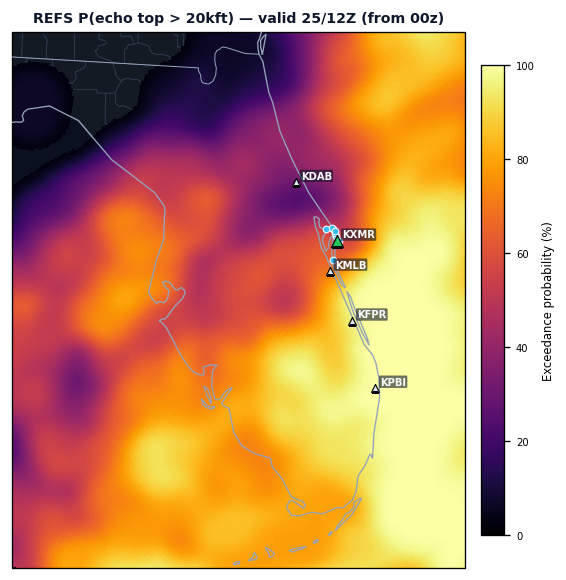 REFS P(echo top > 20kft) — valid 25/12Z (from 00z)
KDAB
KXMR
KMLB
KFPR
KPBI
100
80
60
40
20
0
Exceedance probability (%)